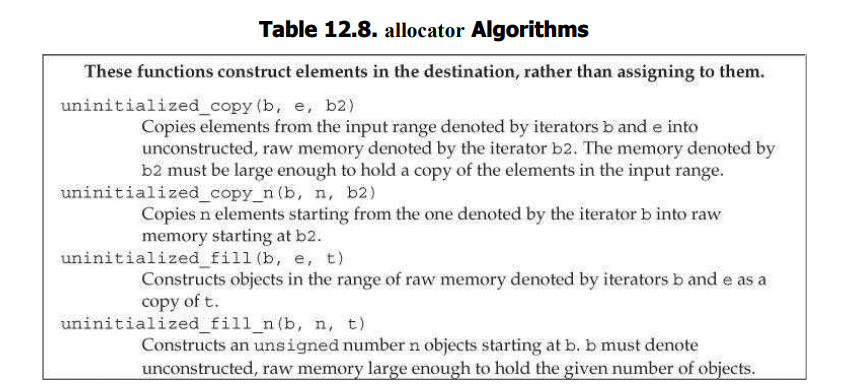 Table 12.8. allocator Algorithms
These functions construct elements in the destination, rather than assigning to them.
uninitialized_copy(b, e, b2)
Copies elements from the input range denoted by iterators b and e into
unconstructed, raw memory denoted by the iterator b2. The memory denoted by
b2 must be large enough to hold a copy of the elements in the input range.
uninitialized_copy_n(b, n, b2)
Copies n elements starting from the one denoted by the iterator b into raw
memory starting at b2.
uninitialized_fill(b, e, t)
Constructs objects in the range of raw memory denoted by iterators b and e as a
copy of t.
uninitialized_fill_n(b, n, t)
Constructs an unsigned number n objects starting at b. b must denote
unconstructed, raw memory large enough to hold the given number of objects.